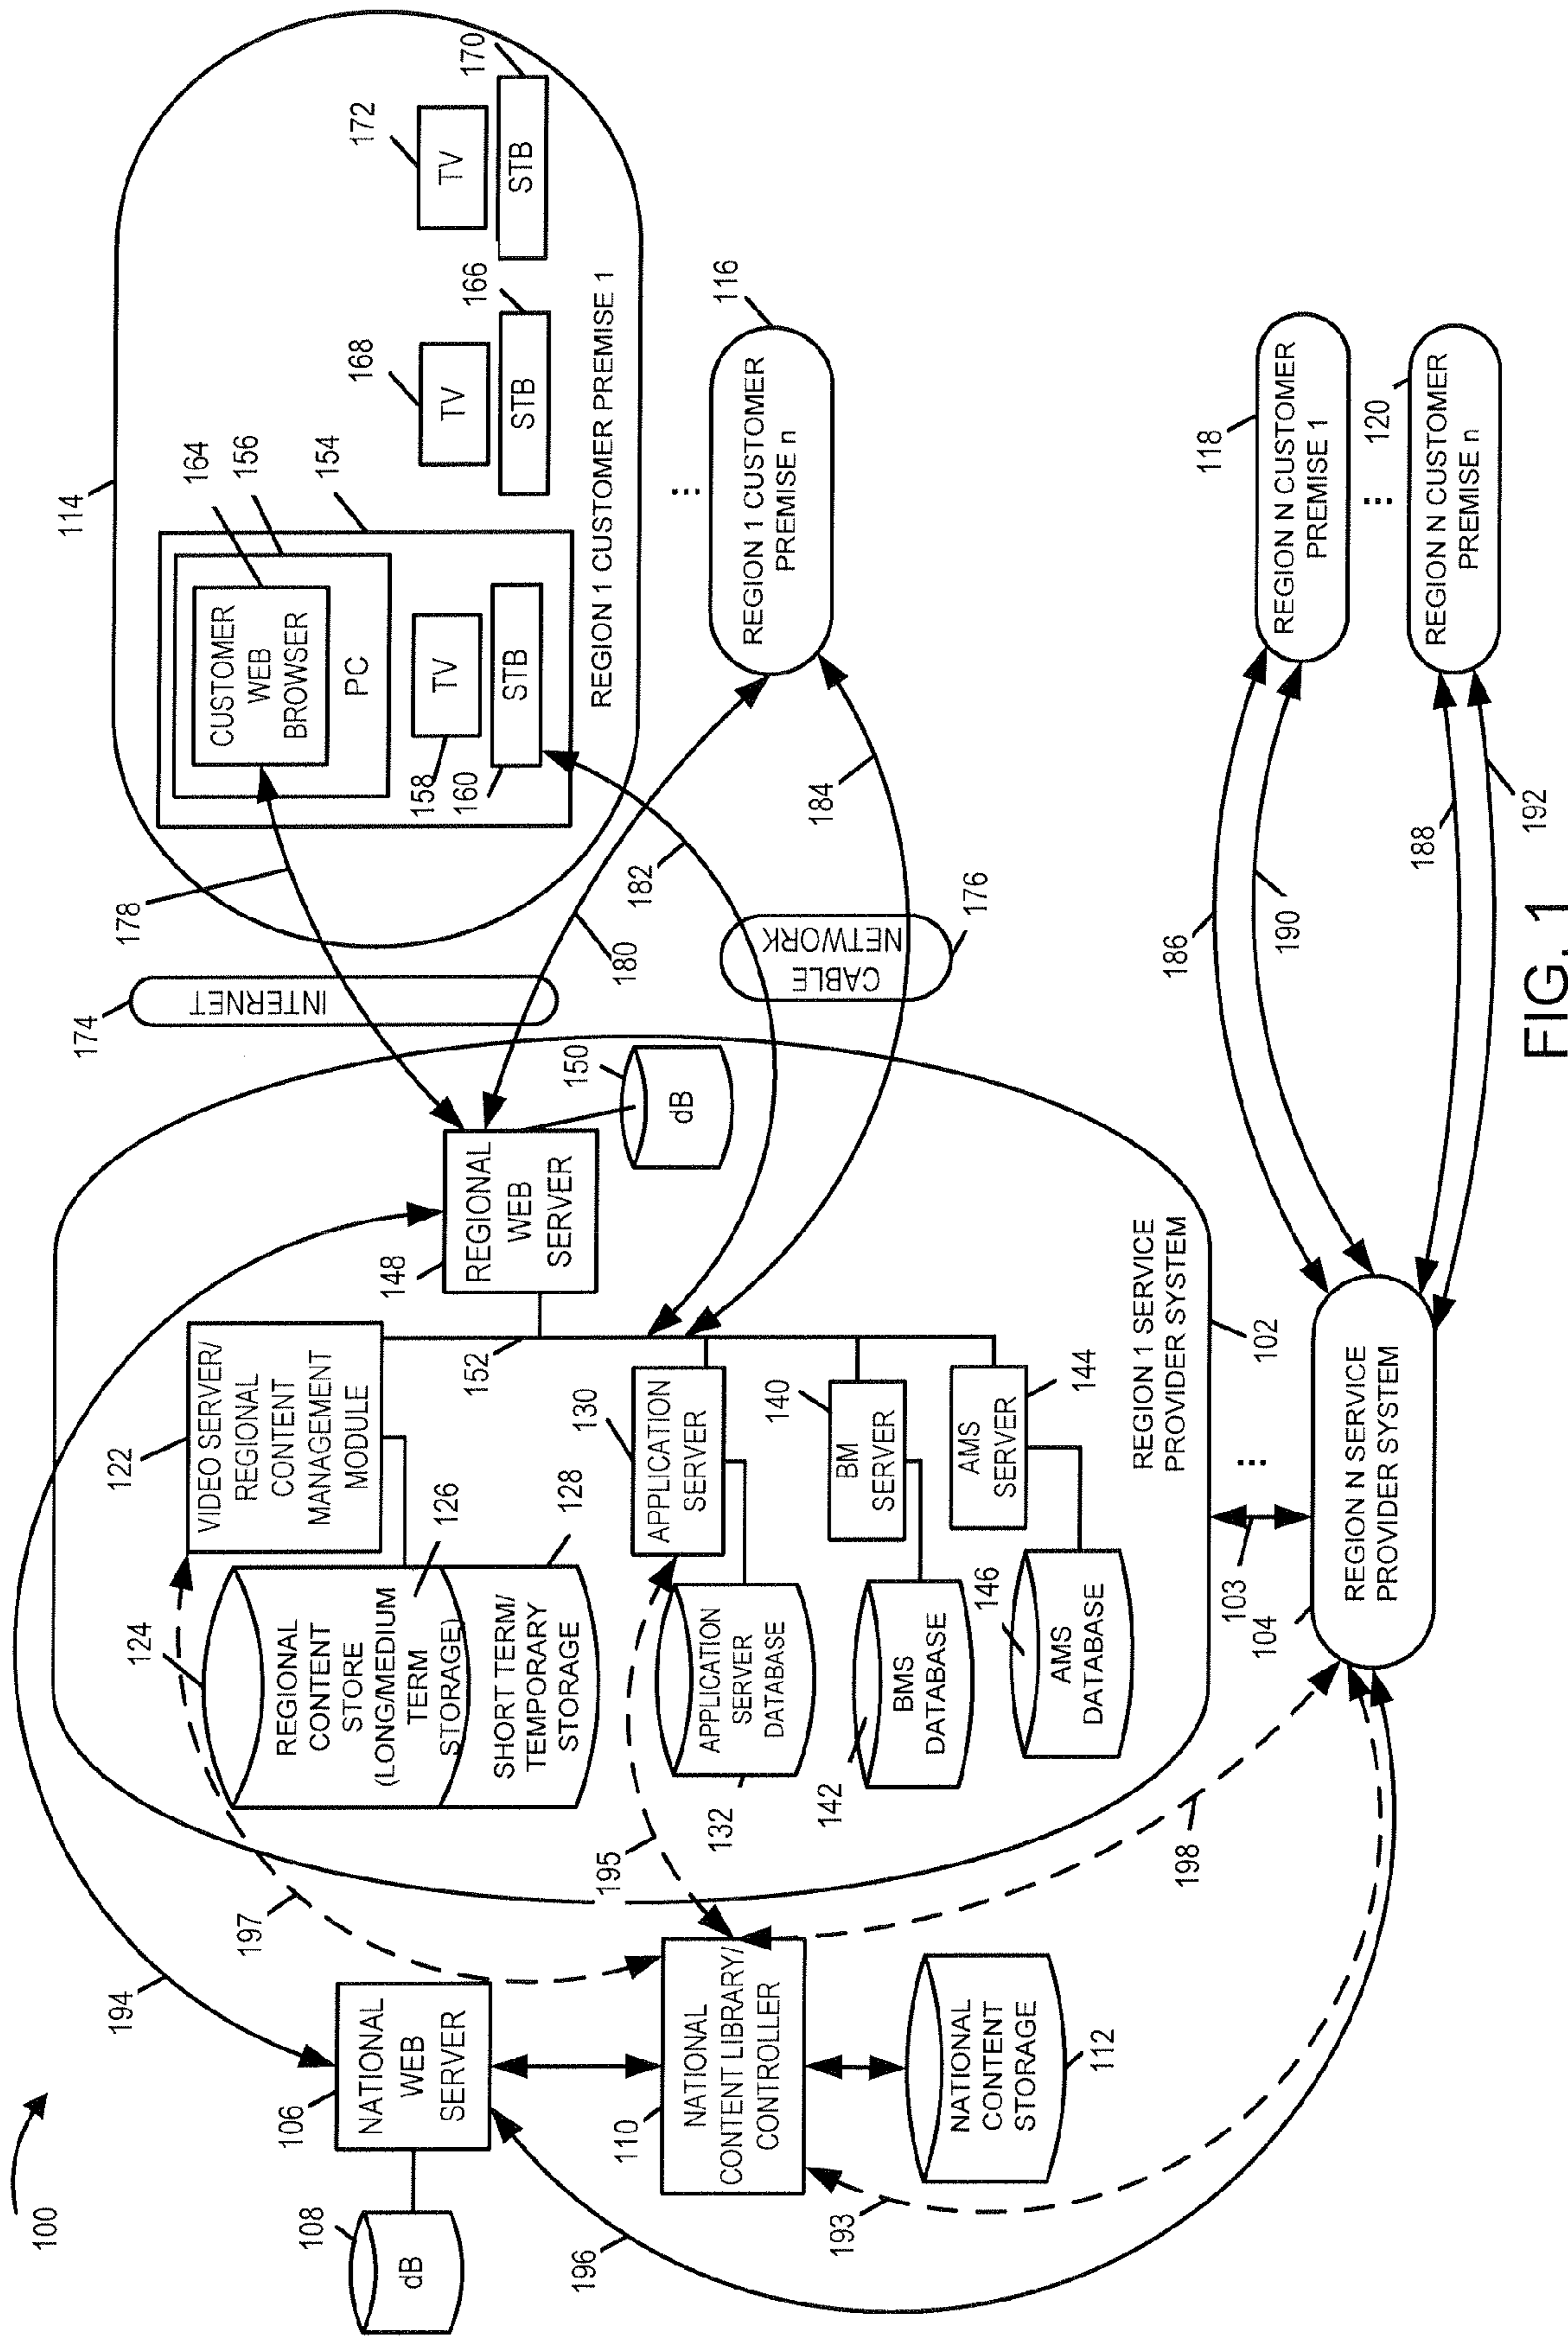 100
194
197
108
dB
106
NATIONAL
WEB
SERVER
196
110
NATIONAL
CONTENT LIBRARY/
CONTROLLER
193
NATIONAL
CONTENT
STORAGE
112
195
198
122
VIDEO SERVER/
REGIONAL
CONTENT
MANAGEMENT
MODULE
124
REGIONAL
CONTENT
STORE
(LONG/MEDIUM
TERM
STORAGE)
126
SHORT TERM/
TEMPORARY
STORAGE
128
130
APPLICATION
SERVER
132
APPLICATION
SERVER
DATABASE
140
BM
SERVER
142
BMS
DATABASE
144
AMS
SERVER
146
AMS
DATABASE
148
REGIONAL
WEB
SERVER
150
dB
152
REGION 1 SERVICE
PROVIDER SYSTEM
102
...
103
104
REGION N SERVICE
PROVIDER SYSTEM
174
INTERNET
178
180
182
CABLE
NETWORK
176
184
114
164
156
154
CUSTOMER
WEB
BROWSER
PC
158
TV
160
STB
168
TV
166
STB
172
TV
170
STB
REGION 1 CUSTOMER PREMISE 1
...
116
REGION 1 CUSTOMER
PREMISE n
186
190
188
192
118
REGION N CUSTOMER
PREMISE 1
...
120
REGION N CUSTOMER
PREMISE n
FIG. 1